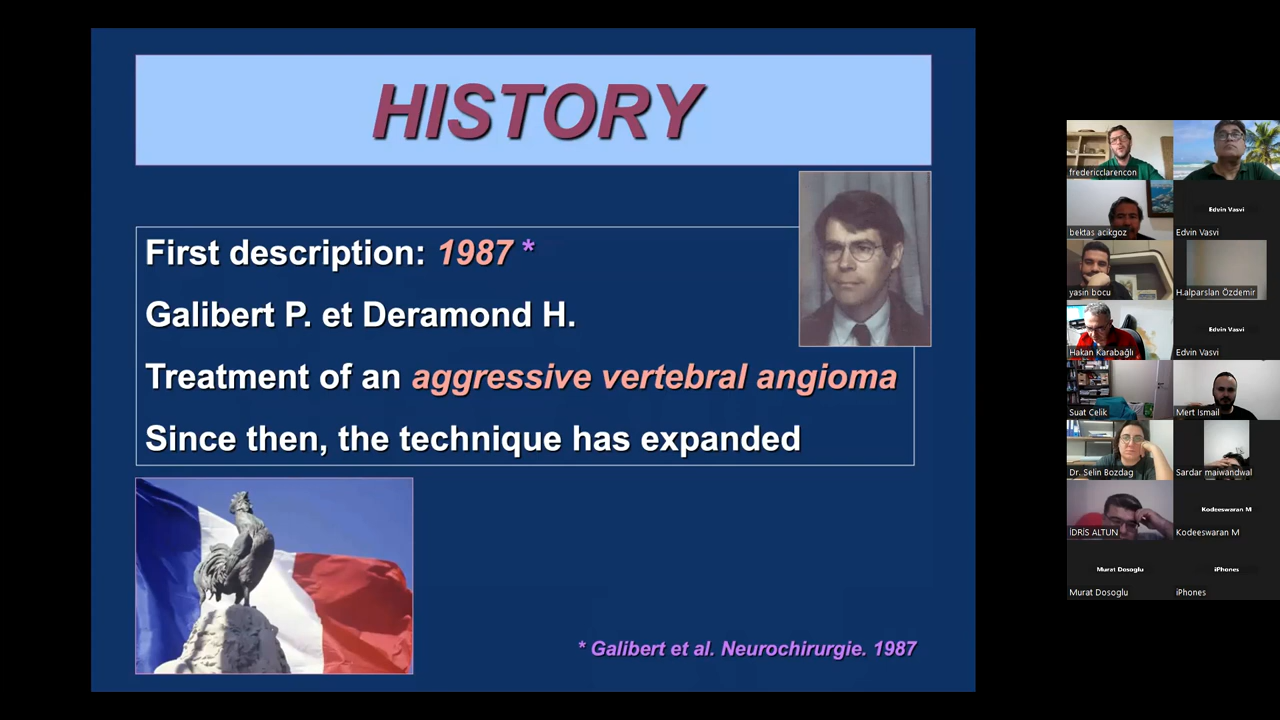 HISTORY
First description: 1987 *
Galibert P. et Deramond H.
Treatment of an aggressive vertebral angioma
Since then, the technique has expanded
* Galibert et al. Neurochirurgie. 1987
fredericclarencon
bektas acikgoz
Edvin Vasvi
Edvin Vasvi
yasin bocu
H.alparslan Özdemir
Hakan Karabağlı
Edvin Vasvi
Edvin Vasvi
Suat Çelik
Mert Ismail
Dr. Selin Bozdag
Sardar maiwandwal
İDRİS ALTUN
Kodeeswaran M
Kodeeswaran M
Murat Dosoglu
Murat Dosoglu
iPhones
iPhones